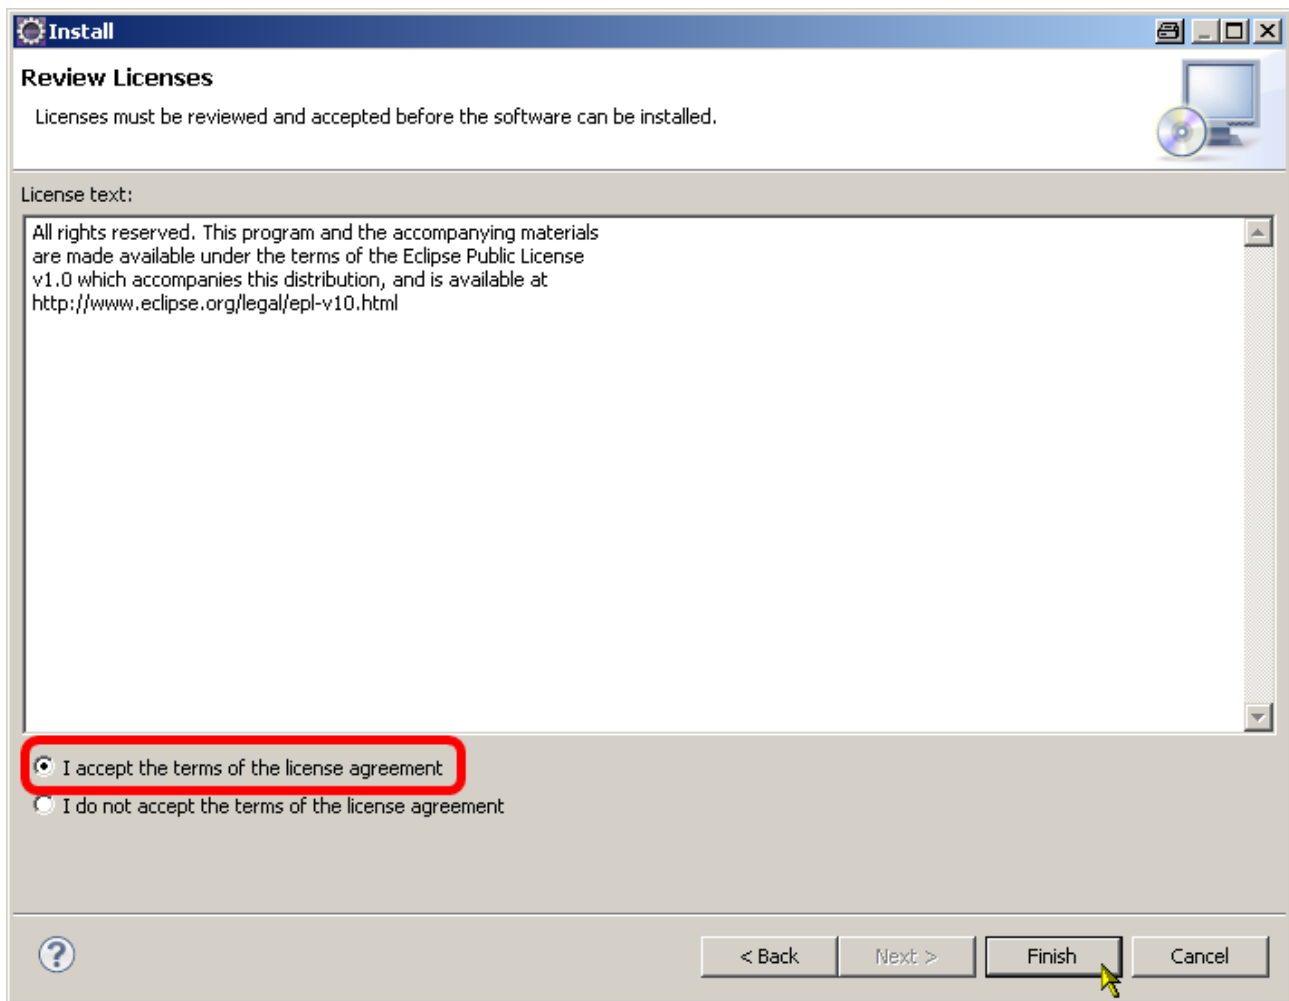 Install
Review Licenses
Licenses must be reviewed and accepted before the software can be installed.
License text:
All rights reserved. This program and the accompanying materials
are made available under the terms of the Eclipse Public License
v1.0 which accompanies this distribution, and is available at
http://www.eclipse.org/legal/epl-v10.html
I accept the terms of the license agreement
I do not accept the terms of the license agreement
? < Back Next > Finish Cancel